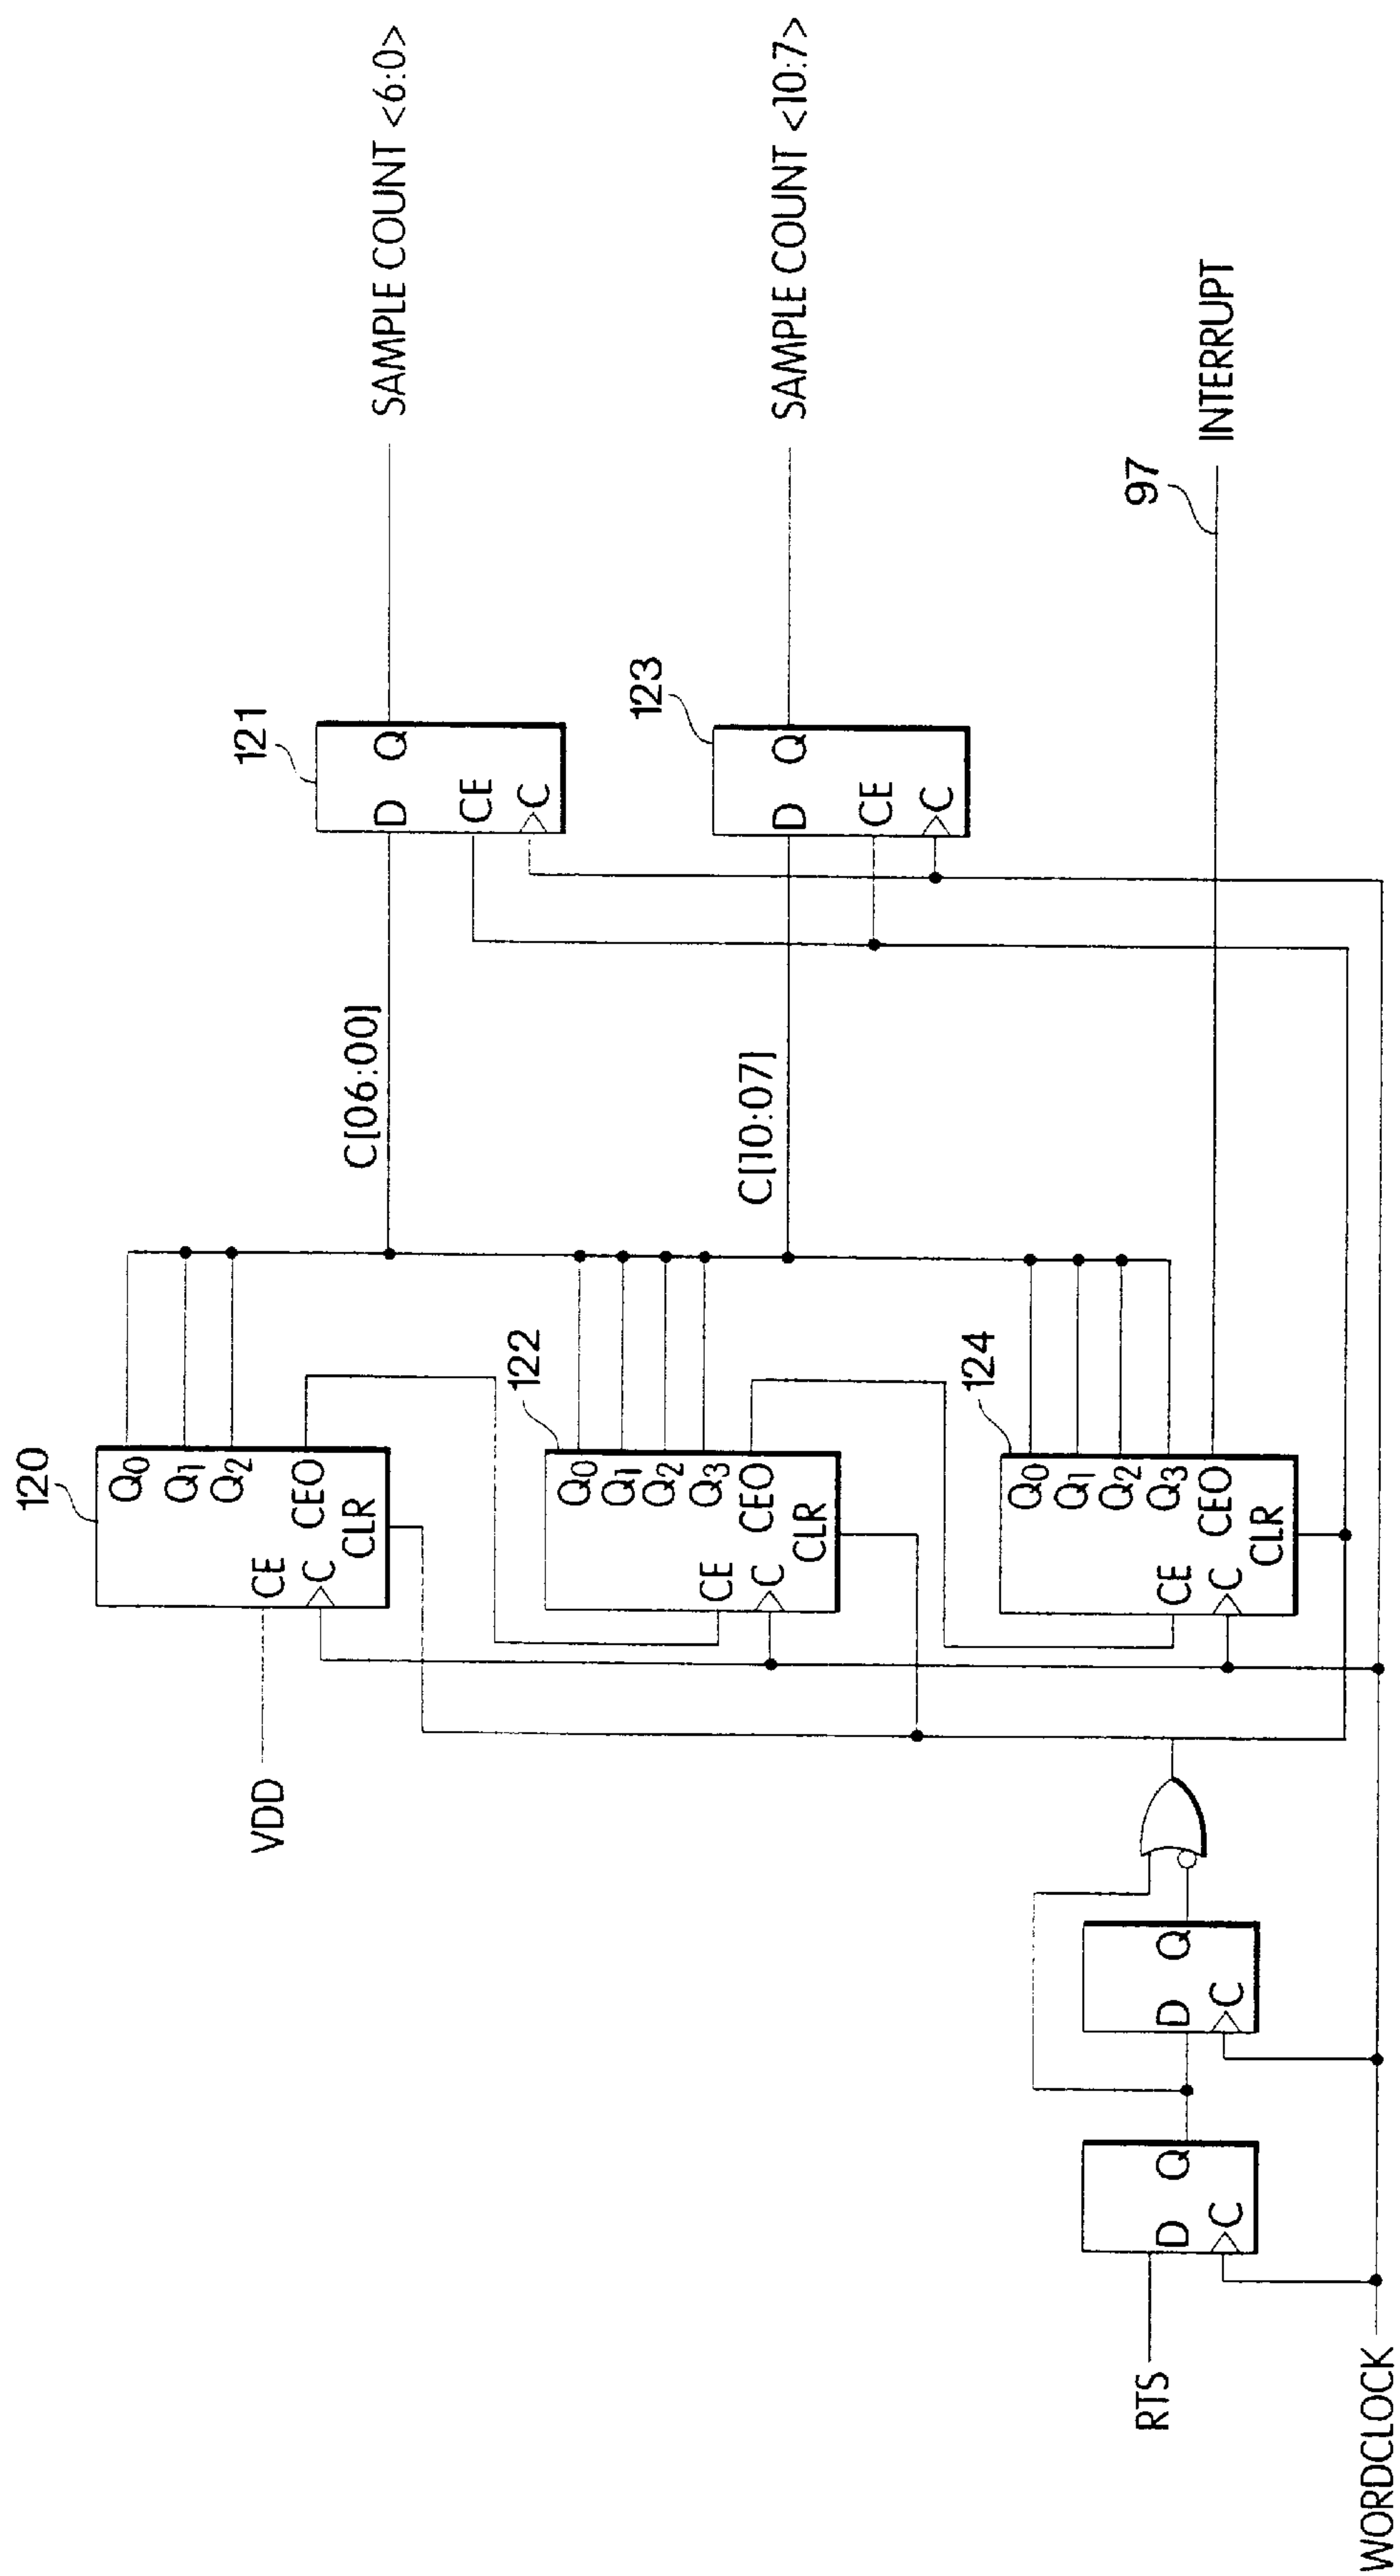 SAMPLE COUNT <6:0>
SAMPLE COUNT <10:7>
INTERRUPT
97
121
D Q
CE
C
123
D Q
CE
C
C[06:00]
C[10:07]
120
Q0
Q1
Q2
CEO
CLR
CE
C
122
Q0
Q1
Q2
Q3
CEO
CLR
CE
C
124
Q0
Q1
Q2
Q3
CEO
CLR
CE
C
VDD
D Q
C
D Q
C
RTS
WORDCLOCK